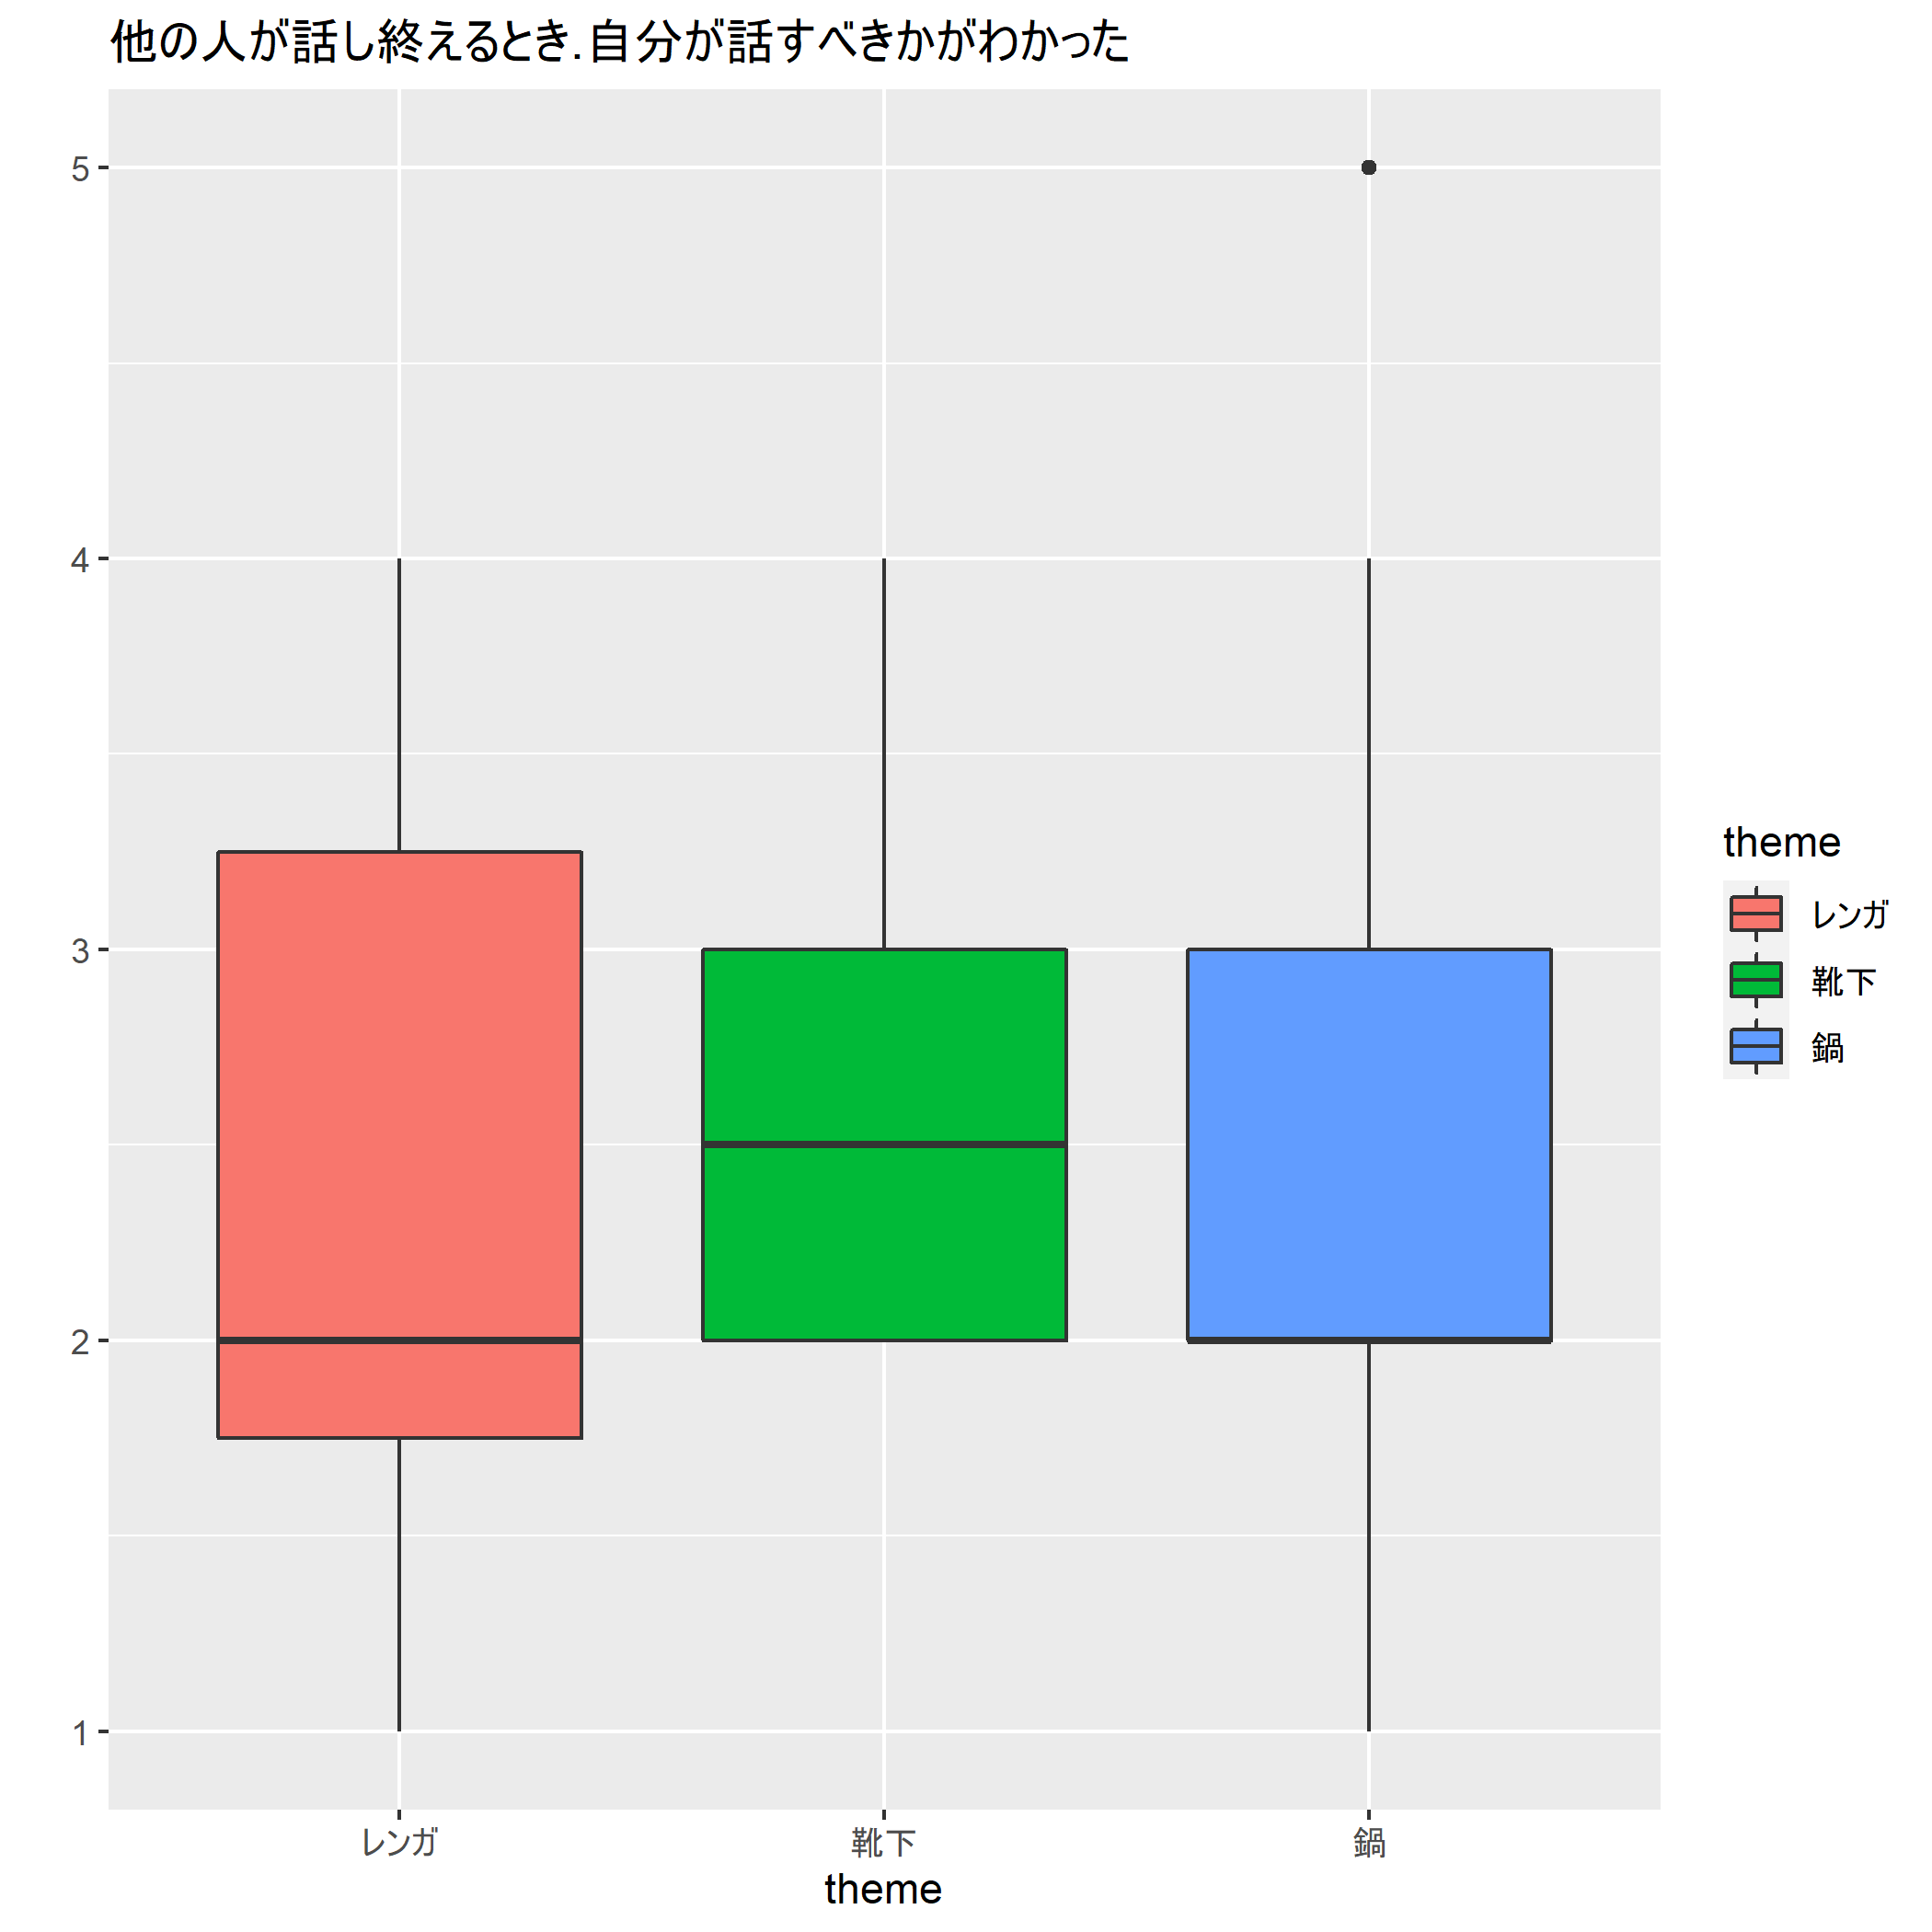 他の人が話し終えるとき.自分が話すべきかがわかった
5
4
3
2
1
レンガ
靴下
鍋
theme
theme
レンガ
靴下
鍋